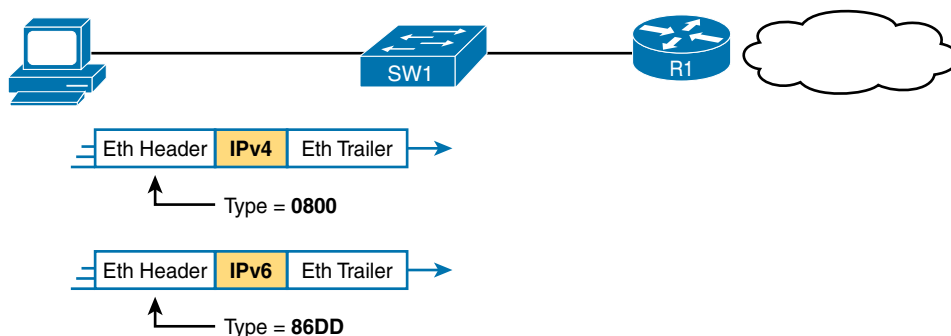 SW1
R1
Eth Header IPv4 Eth Trailer
Type = 0800
Eth Header IPv6 Eth Trailer
Type = 86DD